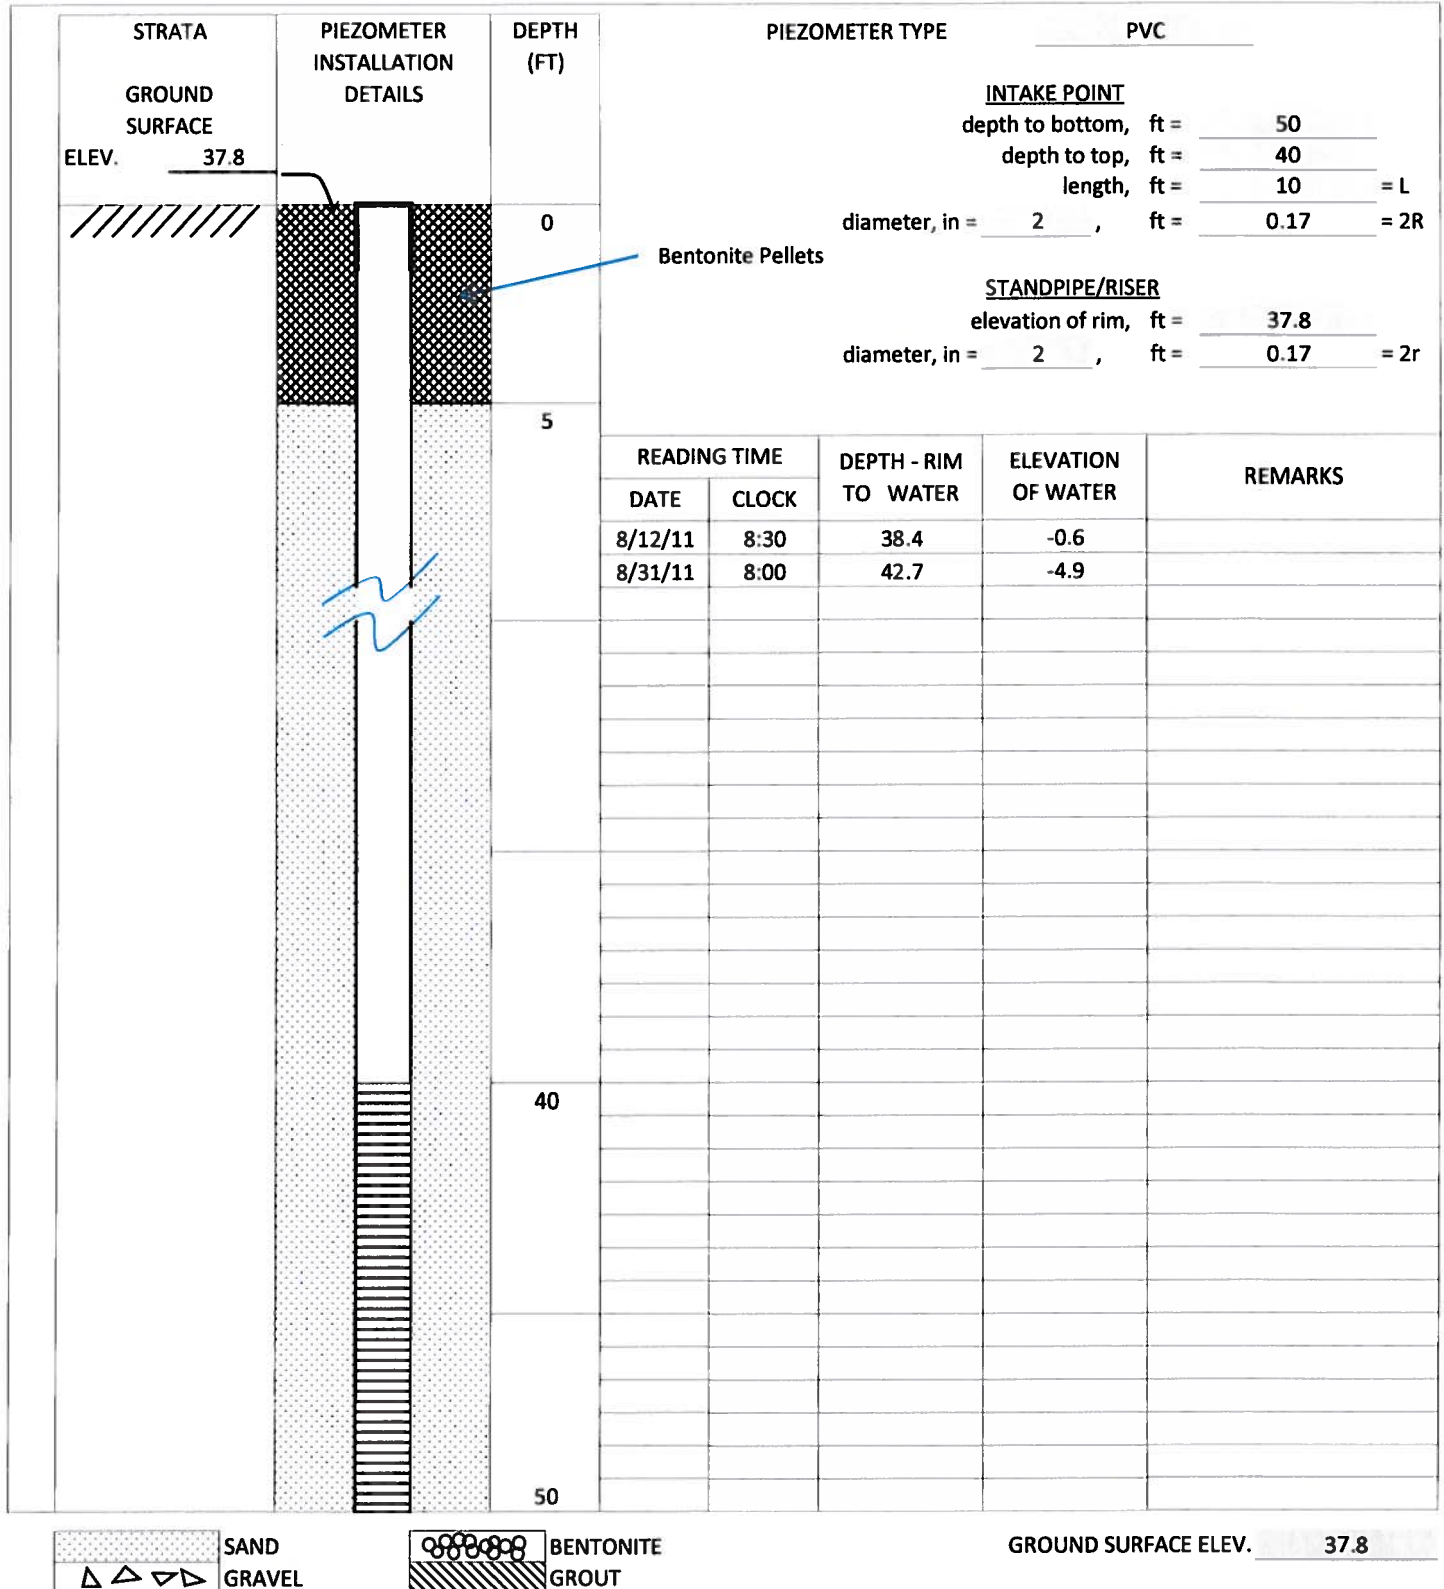 STRATA
GROUND
SURFACE
ELEV. 37.8
PIEZOMETER
INSTALLATION
DETAILS
DEPTH
(FT)
0
5
40
50
Bentonite Pellets
PIEZOMETER TYPE PVC
INTAKE POINT
depth to bottom, ft = 50
depth to top, ft = 40
length, ft = 10 = L
diameter, in = 2 , ft = 0.17 = 2R
STANDPIPE/RISER
elevation of rim, ft = 37.8
diameter, in = 2 , ft = 0.17 = 2r
READING TIME
DATE CLOCK
DEPTH - RIM
TO WATER
ELEVATION
OF WATER
REMARKS
8/12/11 8:30 38.4 -0.6
8/31/11 8:00 42.7 -4.9
SAND
GRAVEL
BENTONITE
GROUT
GROUND SURFACE ELEV. 37.8